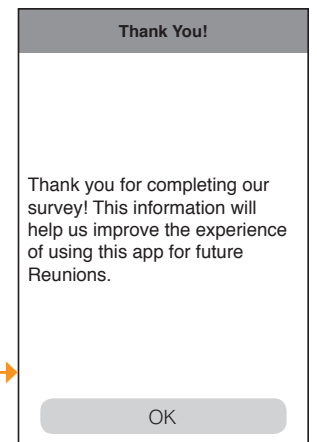 Thank You!
Thank you for completing our
survey! This information will
help us improve the experience
of using this app for future
Reunions.
OK